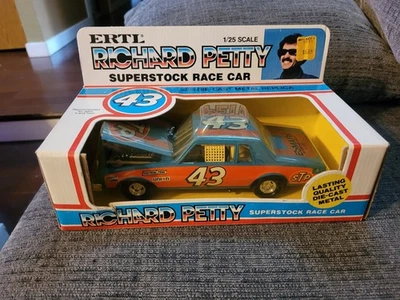 ERTL 1/25 SCALE
RICHARD PETTY
SUPERSTOCK RACE CAR
43
43
43
STP
LASTING
QUALITY
DIE-CAST
METAL
RICHARD PETTY SUPERSTOCK RACE CAR